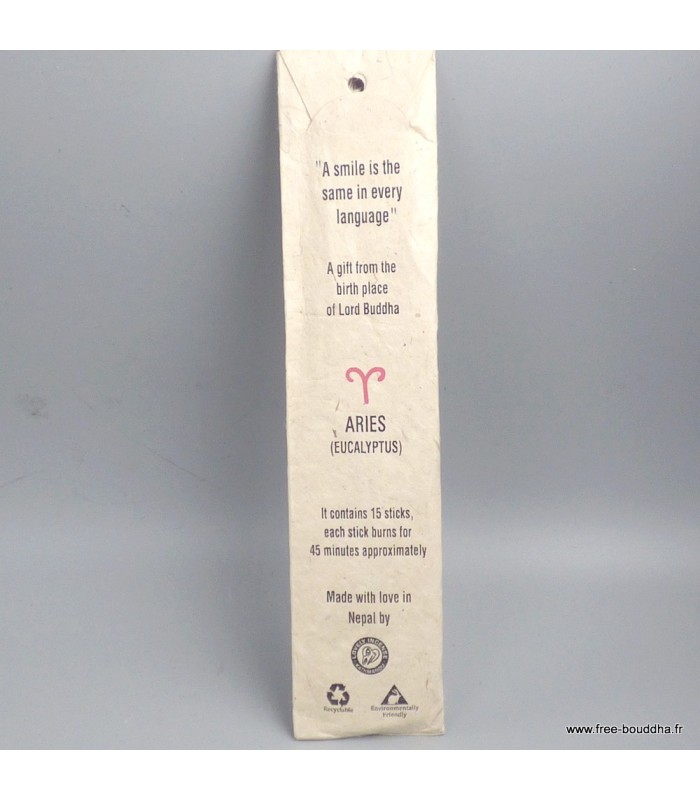 "A smile is the
same in every
language"
A gift from the
birth place
of Lord Buddha
ARIES
(EUCALYPTUS)
It contains 15 sticks,
each stick burns for
45 minutes approximately
Made with love in
Nepal by
INCENSE
Recyclable
Environmentally
Friendly
www.free-bouddha.fr